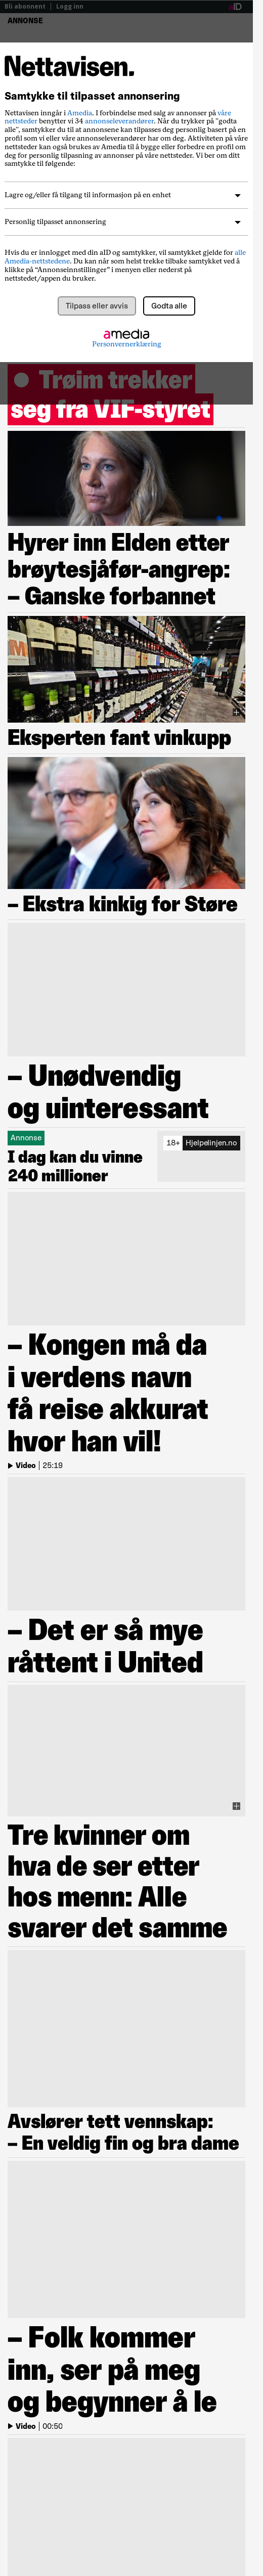 Bli abonnent | Logg inn
aID
ANNONSE
Nettavisen.
Samtykke til tilpasset annonsering
Nettavisen inngår i Amedia. I forbindelse med salg av annonser på våre
nettsteder benytter vi 34 annonseleverandører. Når du trykker på "godta
alle", samtykker du til at annonsene kan tilpasses deg personlig basert på en
profil som vi eller våre annonseleverandører har om deg. Aktiviteten på våre
nettsteder kan også brukes av Amedia til å bygge eller forbedre en profil om
deg for personlig tilpasning av annonser på våre nettsteder. Vi ber om ditt
samtykke til følgende:
Lagre og/eller få tilgang til informasjon på en enhet
Personlig tilpasset annonsering
Hvis du er innlogget med din aID og samtykker, vil samtykket gjelde for alle
Amedia-nettstedene. Du kan når som helst trekke tilbake samtykket ved å
klikke på “Annonseinnstillinger” i menyen eller nederst på
nettstedet/appen du bruker.
Tilpass eller avvis
Godta alle
amedia
Personvernerklæring
Trøim trekker
seg fra VIF-styret
Hyrer inn Elden etter
brøytesjåfør-angrep:
– Ganske forbannet
Eksperten fant vinkupp
– Ekstra kinkig for Støre
– Unødvendig
og uinteressant
Annonse
I dag kan du vinne
240 millioner
18+ Hjelpelinjen.no
– Kongen må da
i verdens navn
få reise akkurat
hvor han vil!
Video | 25:19
– Det er så mye
råttent i United
Tre kvinner om
hva de ser etter
hos menn: Alle
svarer det samme
Avslører tett vennskap:
– En veldig fin og bra dame
– Folk kommer
inn, ser på meg
og begynner å le
Video | 00:50